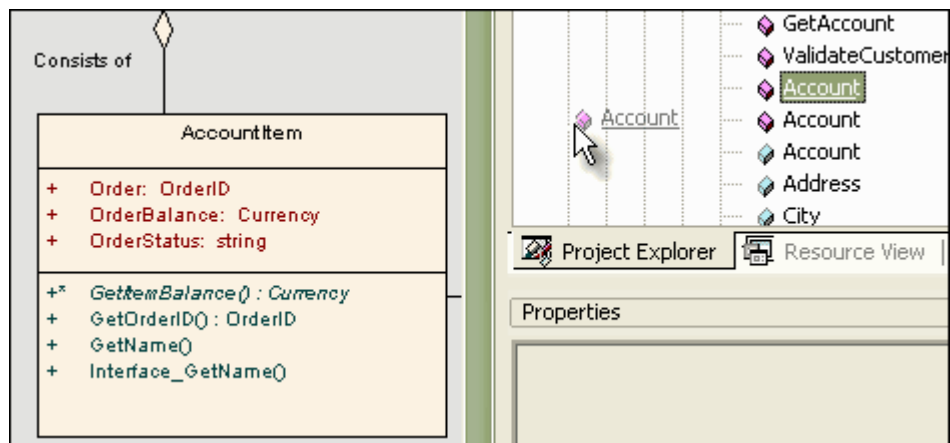 Consists of
AccountItem
+ Order: OrderID
+ OrderBalance: Currency
+ OrderStatus: string
+* GetItemBalance() : Currency
+ GetOrderID() : OrderID
+ GetName()
+ Interface_GetName()
GetAccount
ValidateCustomer
Account
Account
Account
Account
Address
City
Project Explorer
Resource View
Properties